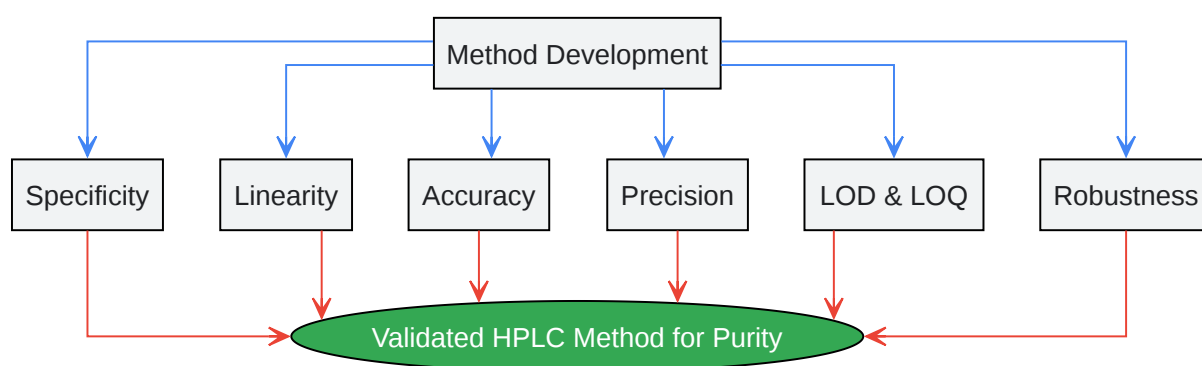 Method Development
Specificity
Linearity
Accuracy
Precision
LOD & LOQ
Robustness
Validated HPLC Method for Purity